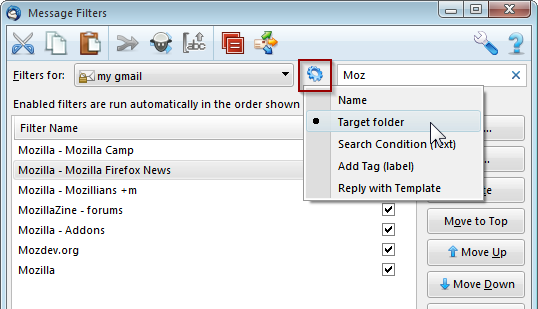 Message Filters
[abc
Filters for: my gmail Moz
Name
Enabled filters are run automatically in the order shown
Target folder
Filter Name
Search Condition
Mozilla - Mozilla Camp
Add Tag (label)
Mozilla - Mozilla Firefox News
Reply with Template
Mozilla - Mozillians +m
MozillaZine - forums
Move to Top
Mozilla - Addons
Mozdev.org
Move Up
Mozilla
Move Down